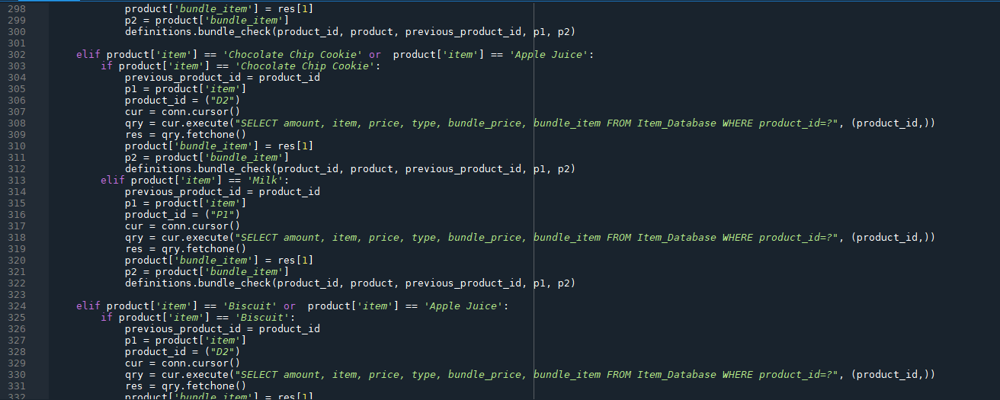 298 product['bundle_item'] = res[1]
299 p2 = product['bundle_item']
300 definitions.bundle_check(product_id, product, previous_product_id, p1, p2)
301
302 elif product['item'] == 'Chocolate Chip Cookie' or  product['item'] == 'Apple Juice':
303 if product['item'] == 'Chocolate Chip Cookie':
304 previous_product_id = product_id
305 p1 = product['item']
306 product_id = ("D2")
307 cur = conn.cursor()
308 qry = cur.execute("SELECT amount, item, price, type, bundle_price, bundle_item FROM Item_Database WHERE product_id=?", (product_id,))
309 res = qry.fetchone()
310 product['bundle_item'] = res[1]
311 p2 = product['bundle_item']
312 definitions.bundle_check(product_id, product, previous_product_id, p1, p2)
313 elif product['item'] == 'Milk':
314 previous_product_id = product_id
315 p1 = product['item']
316 product_id = ("P1")
317 cur = conn.cursor()
318 qry = cur.execute("SELECT amount, item, price, type, bundle_price, bundle_item FROM Item_Database WHERE product_id=?", (product_id,))
319 res = qry.fetchone()
320 product['bundle_item'] = res[1]
321 p2 = product['bundle_item']
322 definitions.bundle_check(product_id, product, previous_product_id, p1, p2)
323
324 elif product['item'] == 'Biscuit' or  product['item'] == 'Apple Juice':
325 if product['item'] == 'Biscuit':
326 previous_product_id = product_id
327 p1 = product['item']
328 product_id = ("D2")
329 cur = conn.cursor()
330 qry = cur.execute("SELECT amount, item, price, type, bundle_price, bundle_item FROM Item_Database WHERE product_id=?", (product_id,))
331 res = qry.fetchone()
332 product['bundle_item'] = res[1]